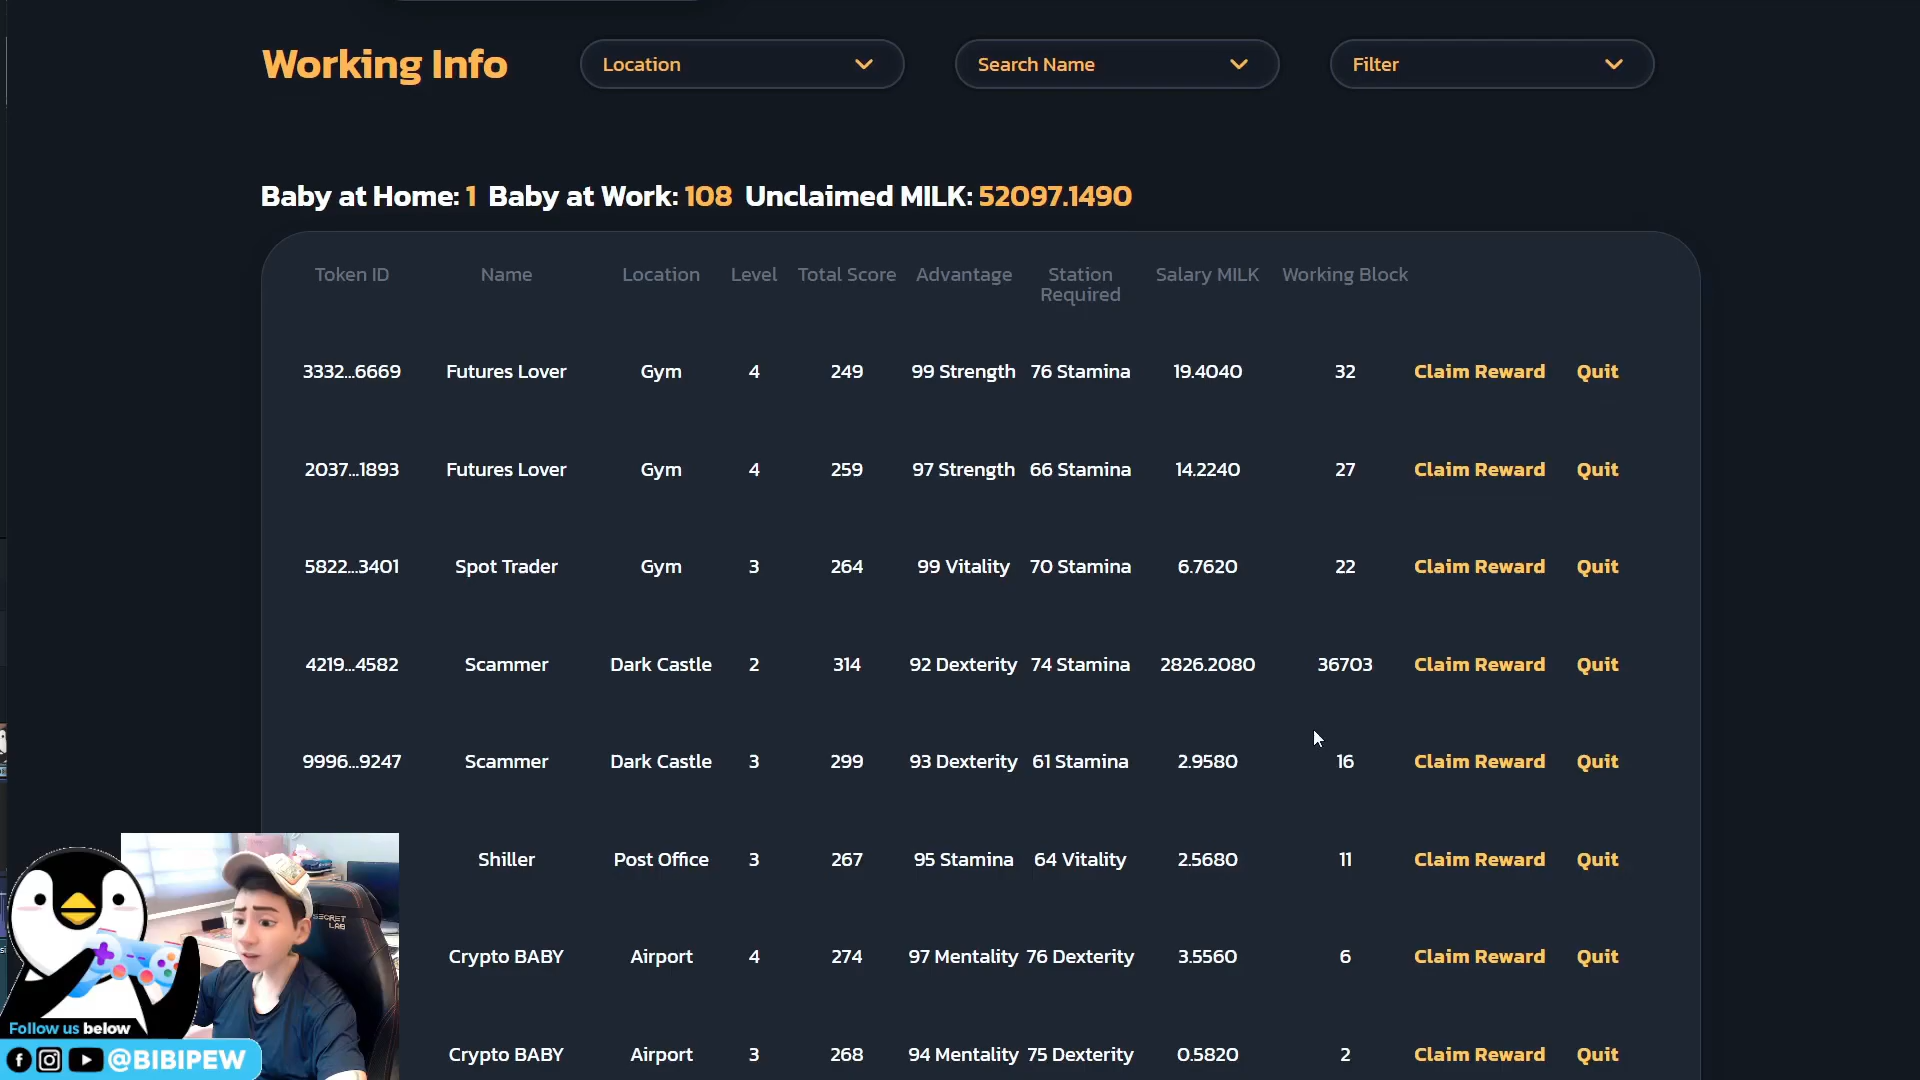 Working Info Location Search Name Filter
Baby at Home: 1 Baby at Work: 108 Unclaimed MILK: 52097.1490
Token ID Name Location Level Total Score Advantage Station Required Salary MILK Working Block
3332...6669 Futures Lover Gym 4 249 99 Strength 76 Stamina 19.4040 32 Claim Reward Quit
2037...1893 Futures Lover Gym 4 259 97 Strength 66 Stamina 14.2240 27 Claim Reward Quit
5822...3401 Spot Trader Gym 3 264 99 Vitality 70 Stamina 6.7620 22 Claim Reward Quit
4219...4582 Scammer Dark Castle 2 314 92 Dexterity 74 Stamina 2826.2080 36703 Claim Reward Quit
9996...9247 Scammer Dark Castle 3 299 93 Dexterity 61 Stamina 2.9580 16 Claim Reward Quit
Shiller Post Office 3 267 95 Stamina 64 Vitality 2.5680 11 Claim Reward Quit
Crypto BABY Airport 4 274 97 Mentality 76 Dexterity 3.5560 6 Claim Reward Quit
Crypto BABY Airport 3 268 94 Mentality 75 Dexterity 0.5820 2 Claim Reward Quit
SECRET
LAB
Follow us below
@BIBIPEW